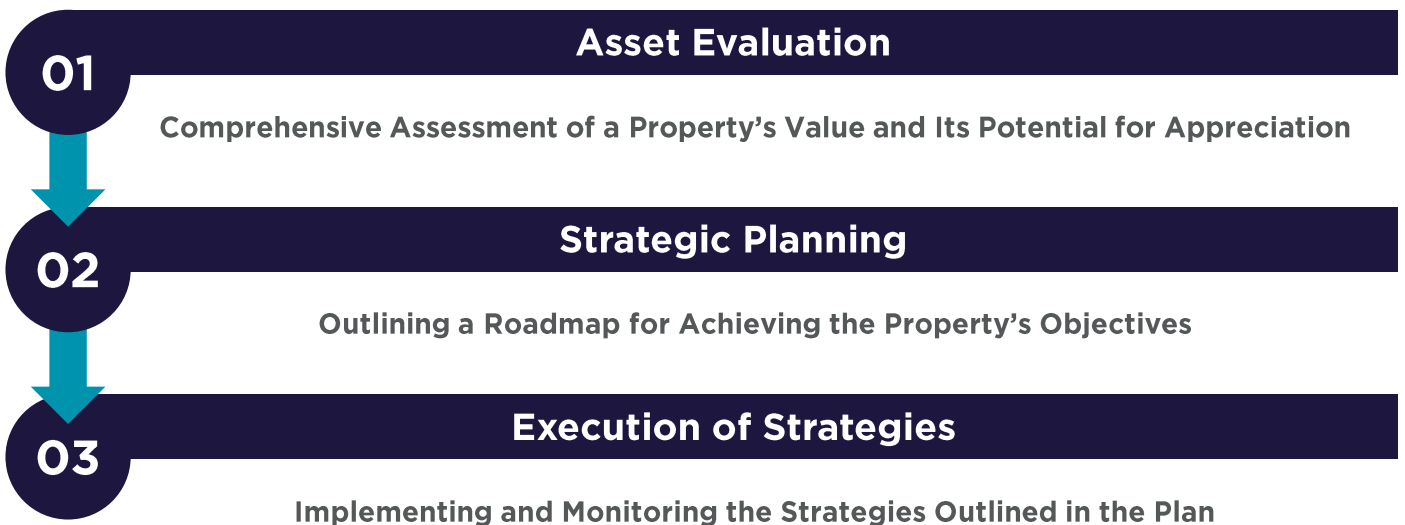 01
Asset Evaluation
Comprehensive Assessment of a Property’s Value and Its Potential for Appreciation
02
Strategic Planning
Outlining a Roadmap for Achieving the Property’s Objectives
03
Execution of Strategies
Implementing and Monitoring the Strategies Outlined in the Plan